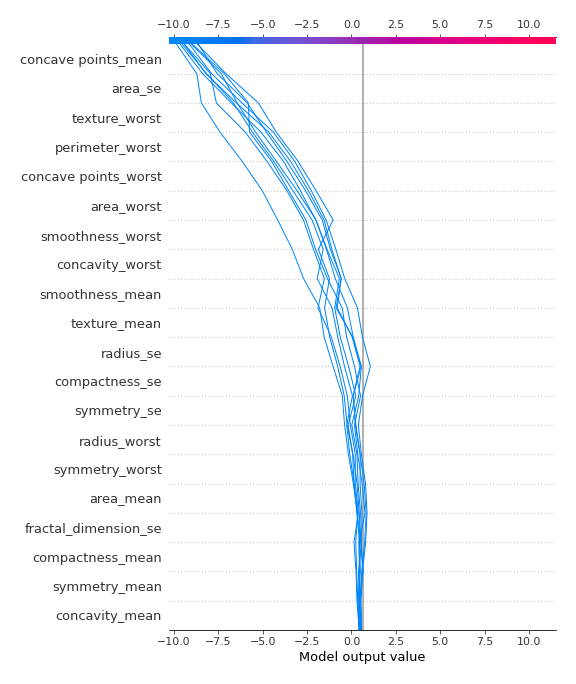 −10.0 −7.5 −5.0 −2.5 0.0 2.5 5.0 7.5 10.0
concave points_mean
area_se
texture_worst
perimeter_worst
concave points_worst
area_worst
smoothness_worst
concavity_worst
smoothness_mean
texture_mean
radius_se
compactness_se
symmetry_se
radius_worst
symmetry_worst
area_mean
fractal_dimension_se
compactness_mean
symmetry_mean
concavity_mean
−10.0 −7.5 −5.0 −2.5 0.0 2.5 5.0 7.5 10.0
Model output value